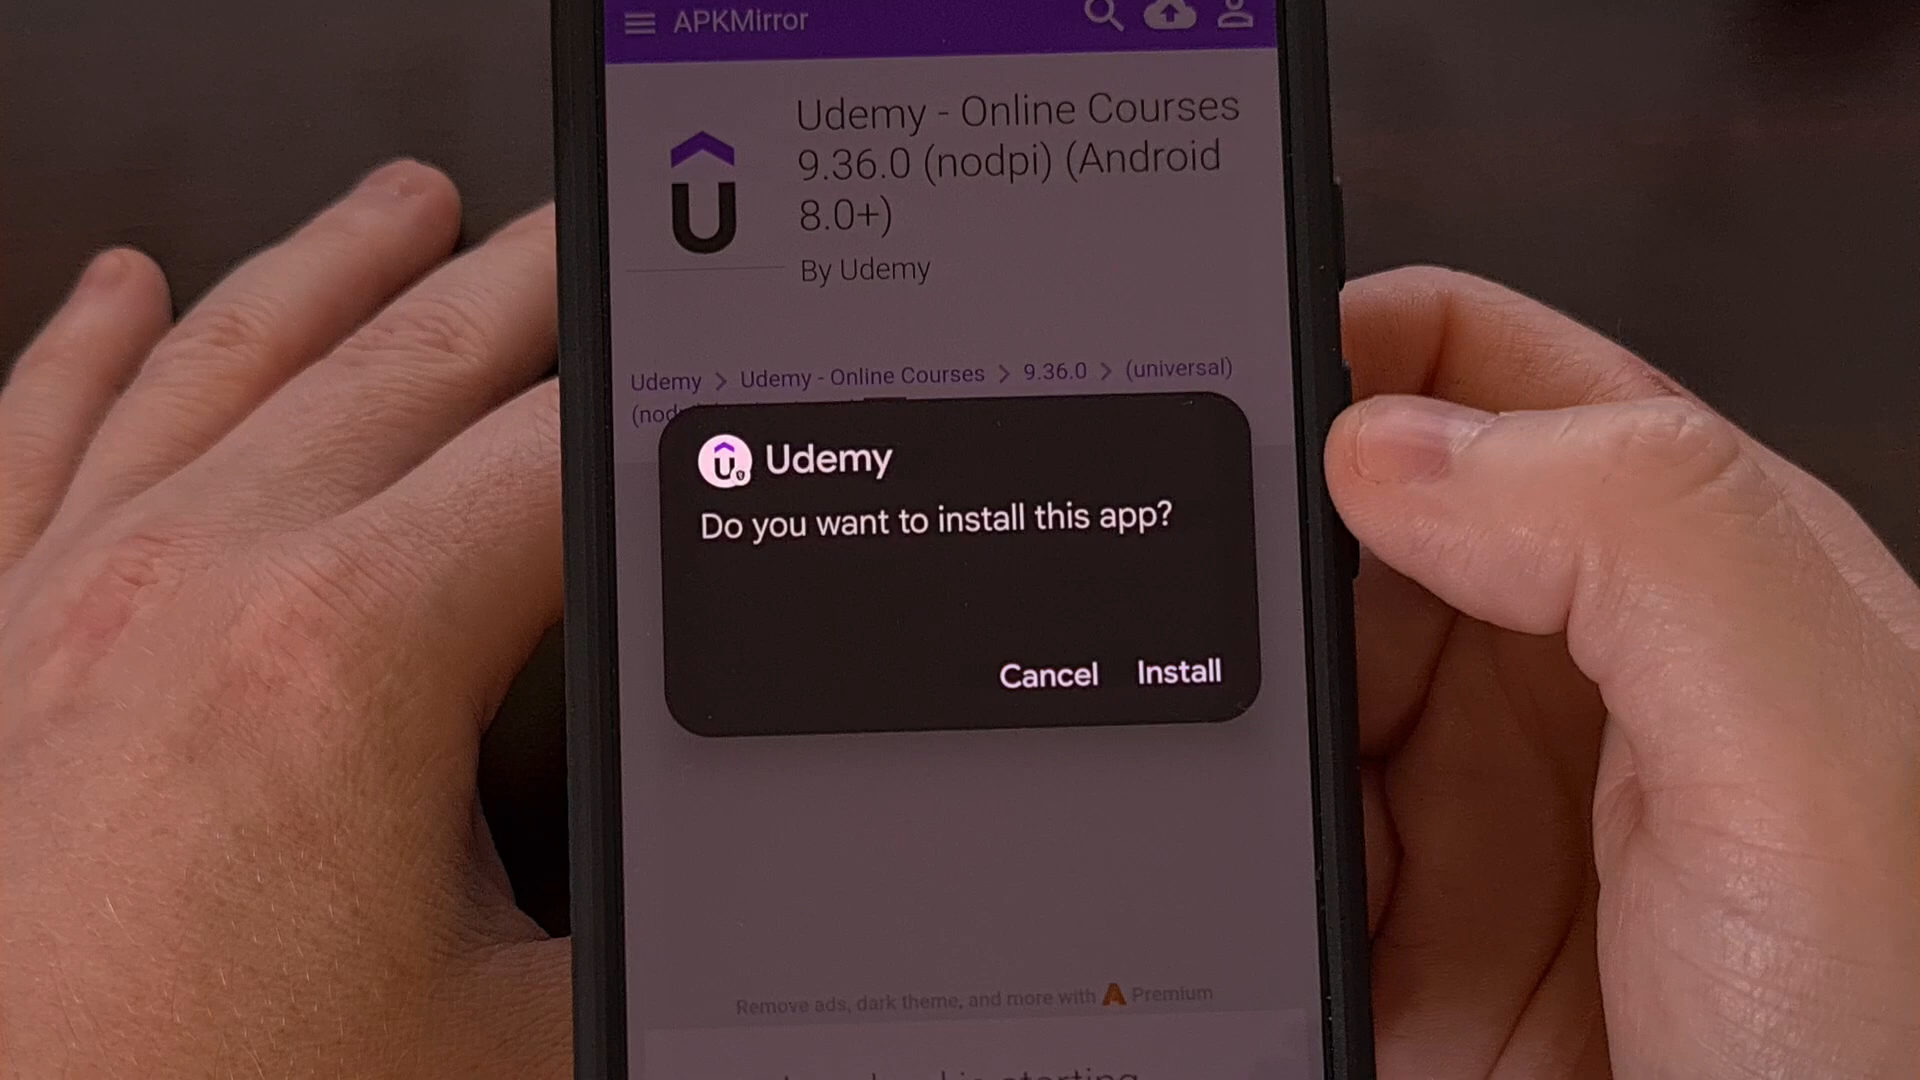 APKMirror
Udemy - Online Courses
9.36.0 (nodpi) (Android
8.0+)
By Udemy
Udemy > Udemy - Online Courses > 9.36.0 > (universal)
Udemy
Do you want to install this app?
Cancel Install
Remove ads, dark theme, and more with Premium